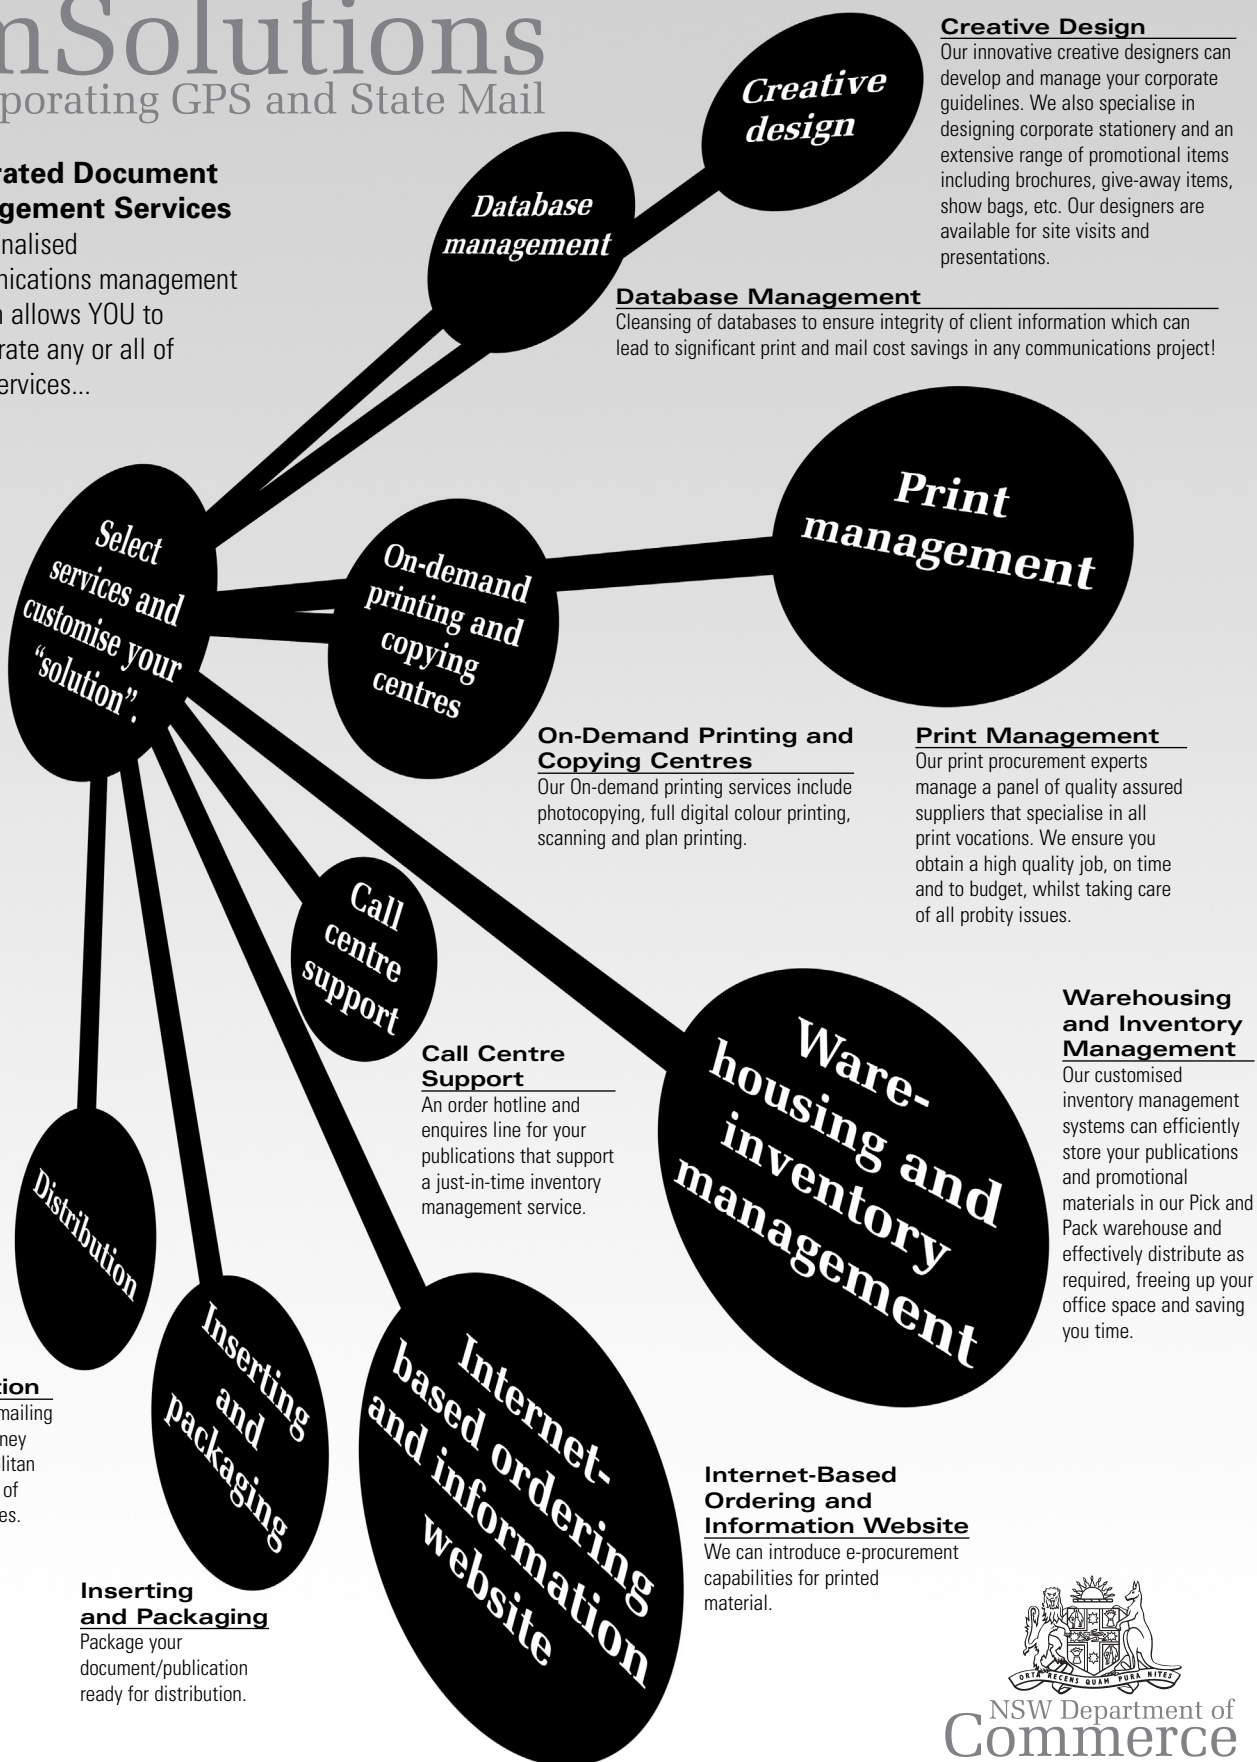 nSolutions
porating GPS and State Mail
rated Document
gement Services
nalised
nications management
n allows YOU to
rate any or all of
ervices...
Creative
design
Creative Design
Our innovative creative designers can
develop and manage your corporate
guidelines. We also specialise in
designing corporate stationery and an
extensive range of promotional items
including brochures, give-away items,
show bags, etc. Our designers are
available for site visits and
presentations.
Database
management
Database Management
Cleansing of databases to ensure integrity of client information which can
lead to significant print and mail cost savings in any communications project!
Select
services and
customise your
“solution”.
On-demand
printing and
copying
centres
Print
management
On-Demand Printing and
Copying Centres
Our On-demand printing services include
photocopying, full digital colour printing,
scanning and plan printing.
Print Management
Our print procurement experts
manage a panel of quality assured
suppliers that specialise in all
print vocations. We ensure you
obtain a high quality job, on time
and to budget, whilst taking care
of all probity issues.
Call
centre
support
Call Centre
Support
An order hotline and
enquires line for your
publications that support
a just-in-time inventory
management service.
Ware-
housing and
inventory
management
Warehousing
and Inventory
Management
Our customised
inventory management
systems can efficiently
store your publications
and promotional
materials in our Pick and
Pack warehouse and
effectively distribute as
required, freeing up your
office space and saving
you time.
Distribution
tion
mailing
ney
litan
of
es.
Inserting
and
packaging
Inserting
and Packaging
Package your
document/publication
ready for distribution.
Internet-
based ordering
and information
website
Internet-Based
Ordering and
Information Website
We can introduce e-procurement
capabilities for printed
material.
ORTA RECENS QUAM PURA NITES
NSW Department of
Commerce